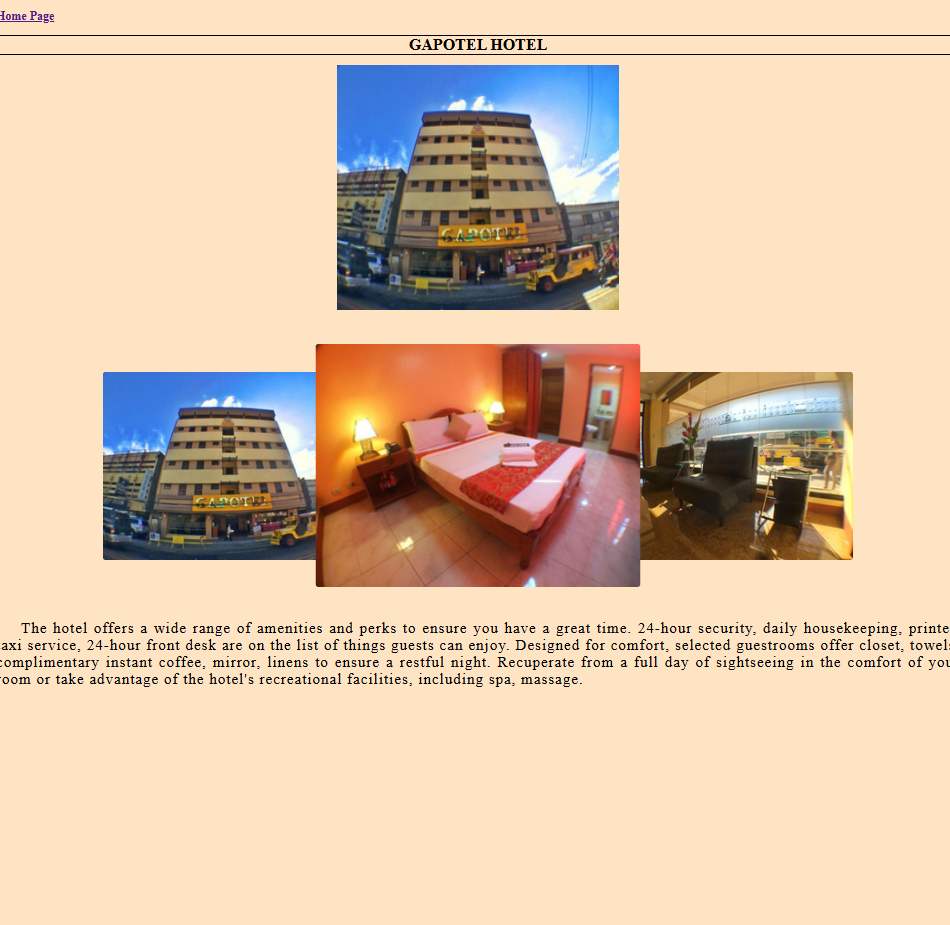 Home Page
GAPOTEL HOTEL
GAPOTEL
GAPOTEL
The hotel offers a wide range of amenities and perks to ensure you have a great time. 24-hour security, daily housekeeping, printe
axi service, 24-hour front desk are on the list of things guests can enjoy. Designed for comfort, selected guestrooms offer closet, towels
complimentary instant coffee, mirror, linens to ensure a restful night. Recuperate from a full day of sightseeing in the comfort of you
room or take advantage of the hotel's recreational facilities, including spa, massage.